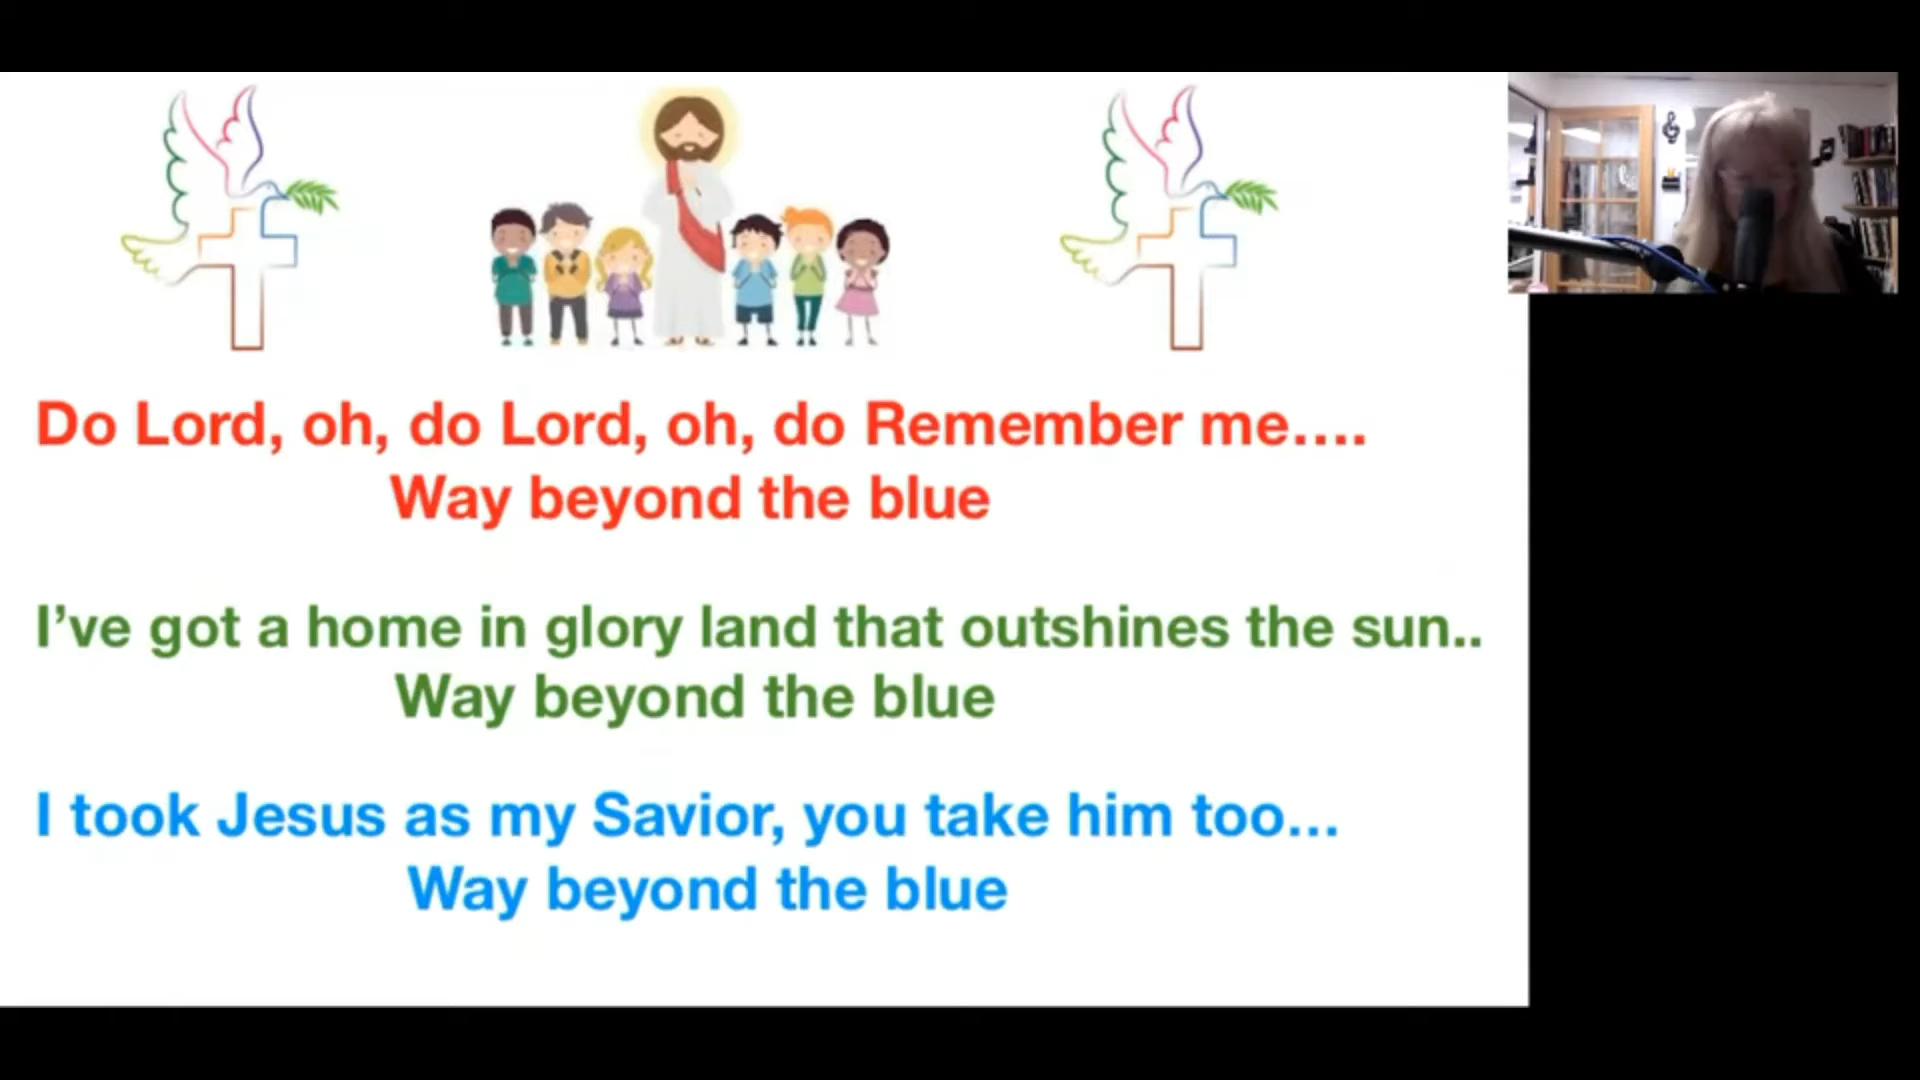 Do Lord, oh, do Lord, oh, do Remember me....
Way beyond the blue
I’ve got a home in glory land that outshines the sun..
Way beyond the blue
I took Jesus as my Savior, you take him too...
Way beyond the blue